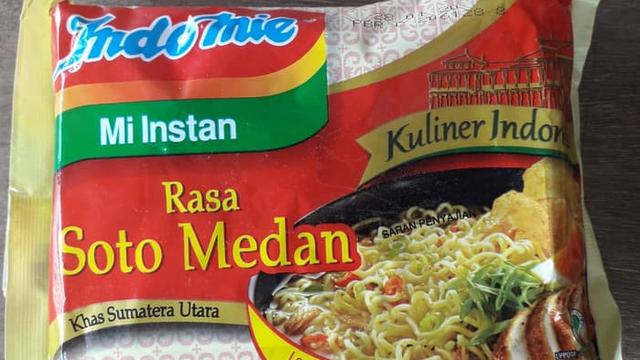 Indomie
Mi Instan
Kuliner Indon
Rasa
Soto Medan
Khas Sumatera Utara
SARAN PENYAJIAN